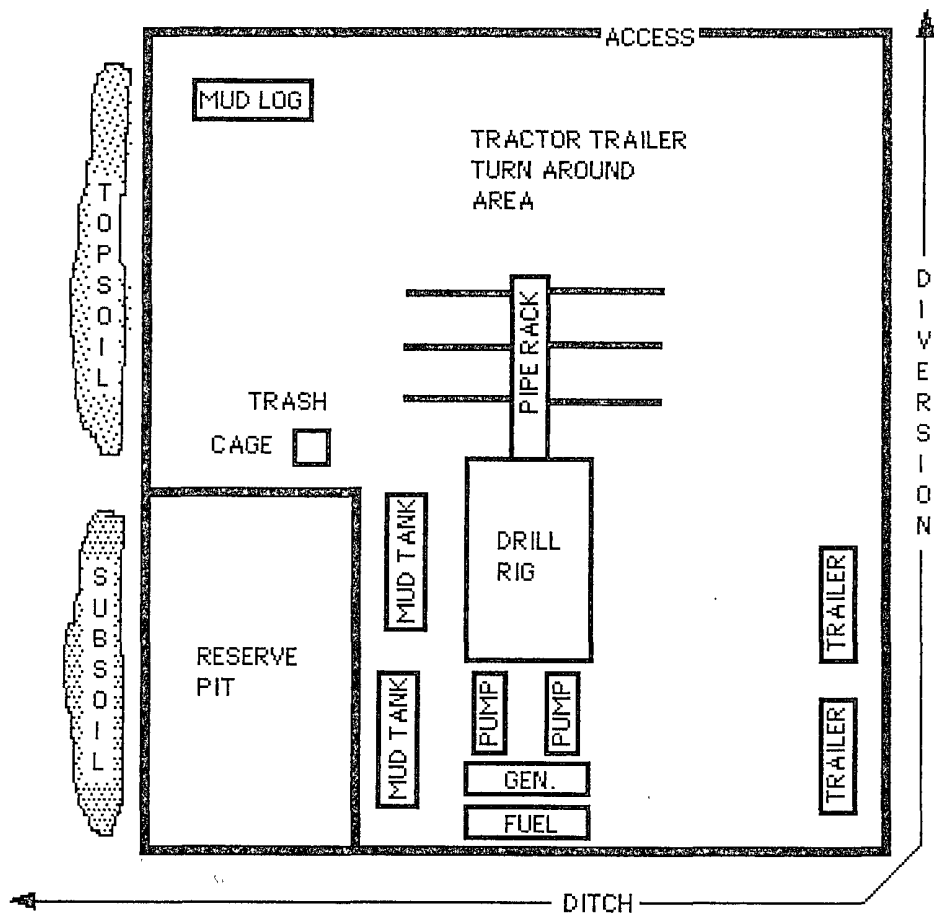 ACCESS
MUD LOG
TRACTOR TRAILER
TURN AROUND
AREA
TOPSOIL
PIPE RACK
DIVERSION
TRASH
CAGE
MUD TANK
DRILL
RIG
TRAILER
SUBSOIL
RESERVE
PIT
MUD TANK
PUMP
PUMP
TRAILER
GEN.
FUEL
DITCH